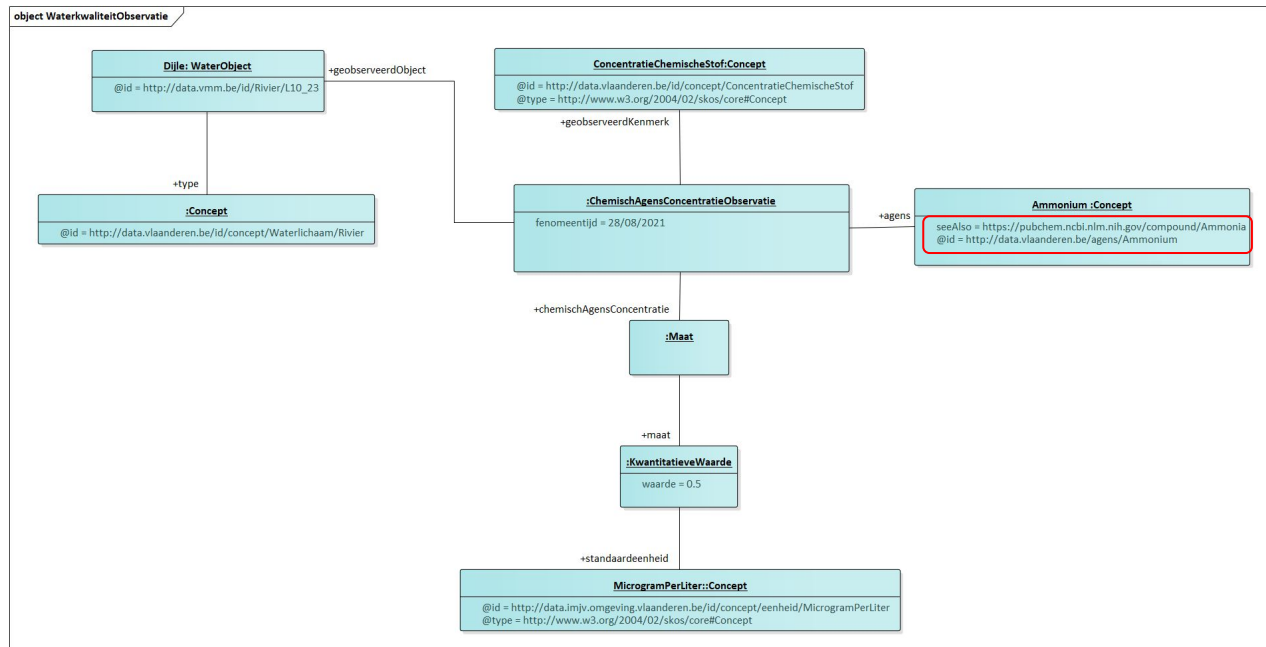 object WaterkwaliteitObservatie
Dijle: WaterObject
@id = http://data.vmm.be/id/Rivier/L10_23
+geobserveerdObject
ConcentratieChemischeStof:Concept
@id = http://data.vlaanderen.be/id/concept/ConcentratieChemischeStof
@type = http://www.w3.org/2004/02/skos/core#Concept
+geobserveerdKenmerk
+type
:Concept
@id = http://data.vlaanderen.be/id/concept/Waterlichaam/Rivier
:ChemischAgensConcentratieObservatie
fenomeentijd = 28/08/2021
+agens
Ammonium :Concept
seeAlso = https://pubchem.ncbi.nlm.nih.gov/compound/Ammonia
@id = http://data.vlaanderen.be/agens/Ammonium
+chemischAgensConcentratie
:Maat
+maat
:KwantitatieveWaarde
waarde = 0.5
+standaardeenheid
MicrogramPerLiter::Concept
@id = http://data.imjv.omgeving.vlaanderen.be/id/concept/eenheid/MicrogramPerLiter
@type = http://www.w3.org/2004/02/skos/core#Concept